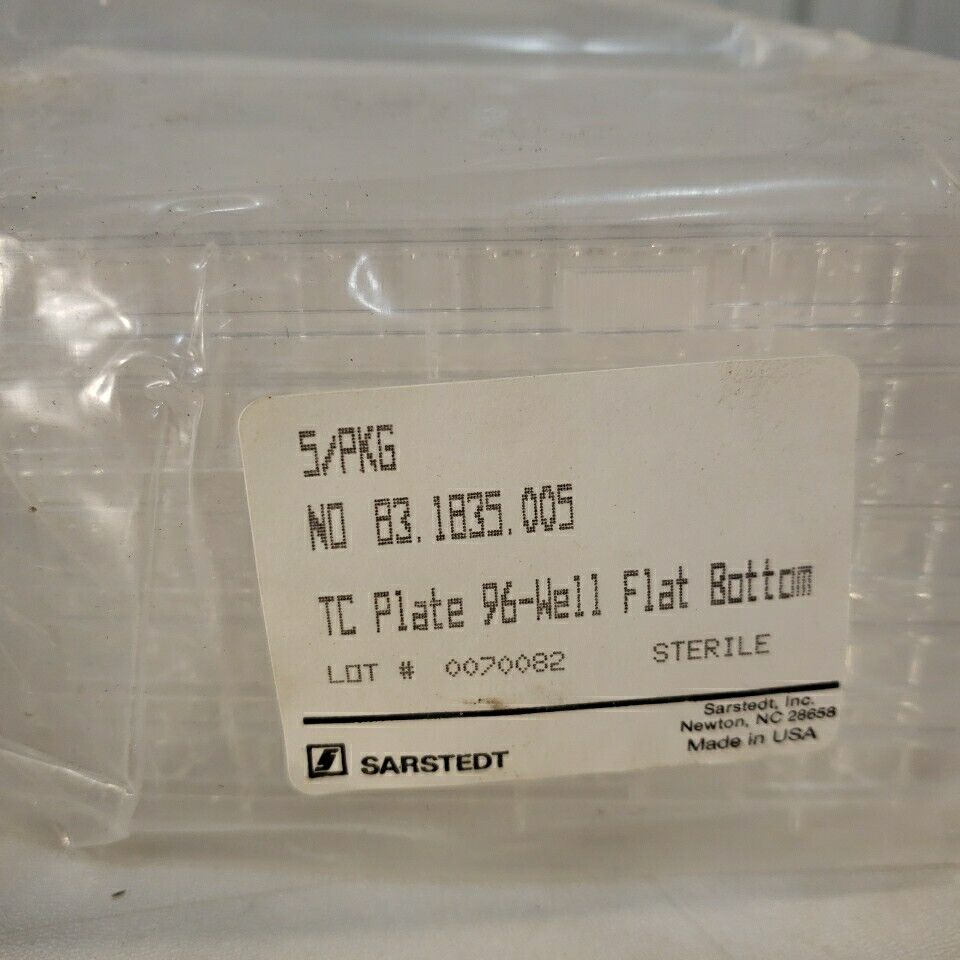 5/PKG
NO 83.1835.005
TC Plate 96-Well Flat Bottom
LOT # 0070082 STERILE
Sarstedt, Inc.
Newton, NC 28658
SARSTEDT Made in USA